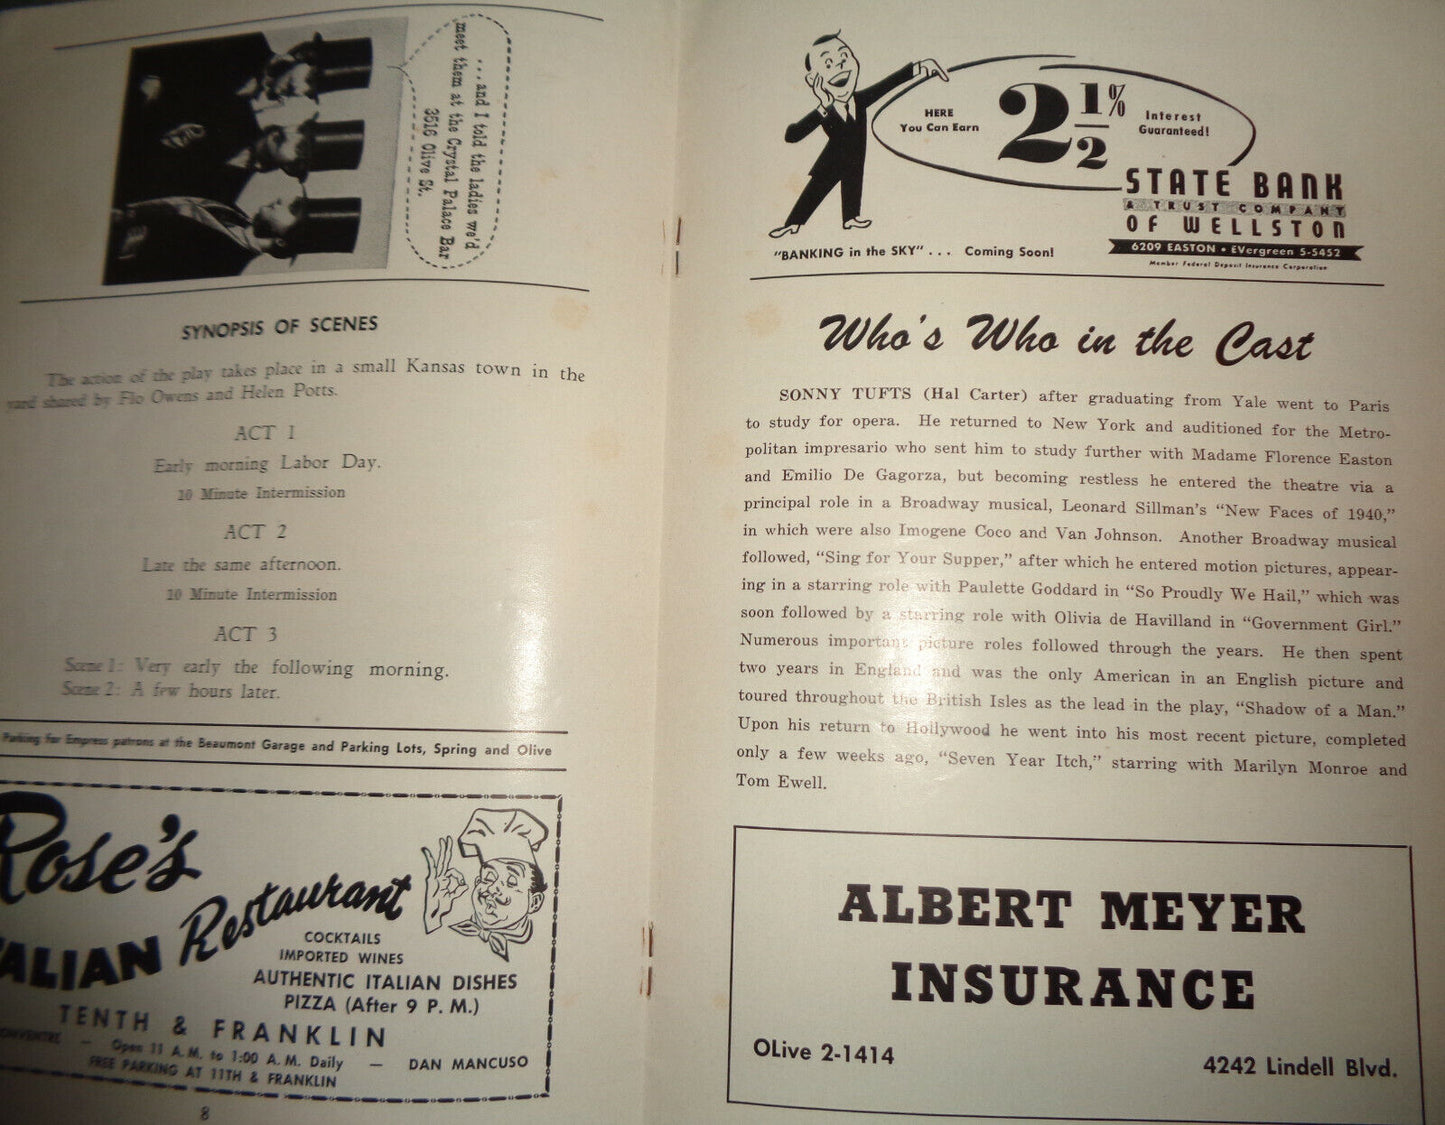 ...and I told the ladies we'd
meet them at the Crystal Palace Bar
3516 Olive St.
SYNOPSIS OF SCENES
The action of the play takes place in a small Kansas town in the
yard shared by Flo Owens and Helen Potts.
ACT 1
Early morning Labor Day.
10 Minute Intermission
ACT 2
Late the same afternoon.
10 Minute Intermission
ACT 3
Scene 1: Very early the following morning.
Scene 2: A few hours later.
Parking for Empress patrons at the Beaumont Garage and Parking Lots, Spring and Olive
Rose's
ALIAN Restaurant
COCKTAILS
IMPORTED WINES
AUTHENTIC ITALIAN DISHES
PIZZA (After 9 P. M.)
TENTH & FRANKLIN
Open 11 A. M. to 1:00 A. M. Daily — DAN MANCUSO
FREE PARKING AT 11TH & FRANKLIN
8
HERE
You Can Earn
2 1/2 %
Interest
Guaranteed!
STATE BANK
& TRUST COMPANY
OF WELLSTON
6209 EASTON • EVergreen 5-5452
Member Federal Deposit Insurance Corporation
"BANKING in the SKY" . . . Coming Soon!
Who's Who in the Cast
SONNY TUFTS (Hal Carter) after graduating from Yale went to Paris
to study for opera. He returned to New York and auditioned for the Metro-
politan impresario who sent him to study further with Madame Florence Easton
and Emilio De Gagorza, but becoming restless he entered the theatre via a
principal role in a Broadway musical, Leonard Sillman's "New Faces of 1940,"
in which were also Imogene Coco and Van Johnson. Another Broadway musical
followed, "Sing for Your Supper," after which he entered motion pictures, appear-
ing in a starring role with Paulette Goddard in "So Proudly We Hail," which was
soon followed by a starring role with Olivia de Havilland in "Government Girl."
Numerous important picture roles followed through the years. He then spent
two years in England and was the only American in an English picture and
toured throughout the British Isles as the lead in the play, "Shadow of a Man."
Upon his return to Hollywood he went into his most recent picture, completed
only a few weeks ago, "Seven Year Itch," starring with Marilyn Monroe and
Tom Ewell.
ALBERT MEYER
INSURANCE
OLive 2-1414
4242 Lindell Blvd.